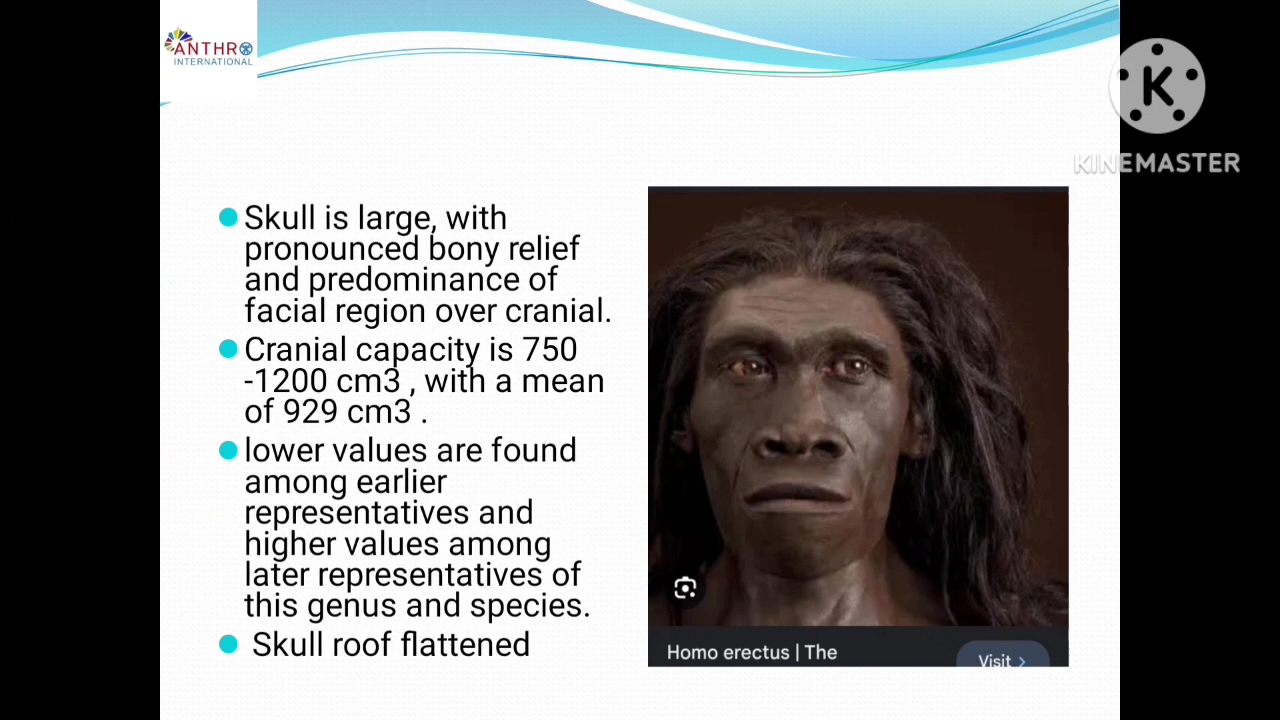 ANTHRO
INTERNATIONAL
K
KINEMASTER
Skull is large, with
pronounced bony relief
and predominance of
facial region over cranial.
Cranial capacity is 750
-1200 cm3 , with a mean
of 929 cm3 .
lower values are found
among earlier
representatives and
higher values among
later representatives of
this genus and species.
Skull roof flattened
Homo erectus | The
Visit >